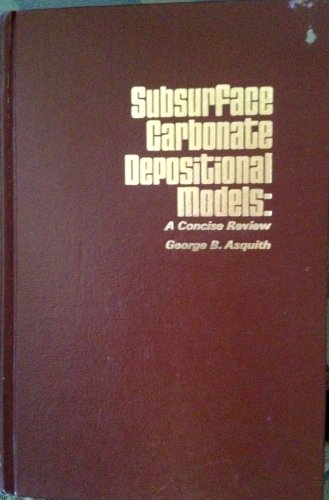 Subsurface
Carbonate
Depositional
Models:
A Concise Review
George B. Asquith